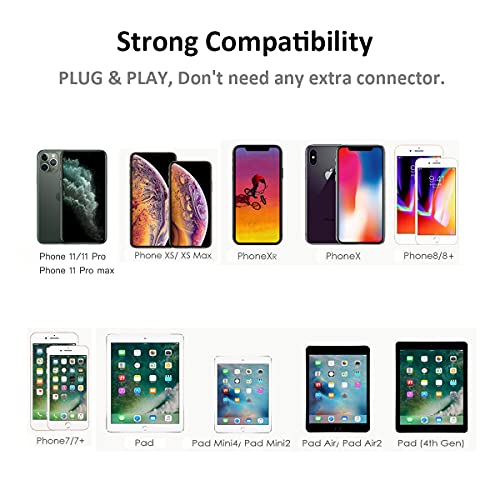 Strong Compatibility
PLUG & PLAY, Don't need any extra connector.
Phone 11/11 Pro
Phone 11 Pro max
Phone XS/ XS Max
PhoneXR
PhoneX
Phone8/8+
Phone7/7+
Pad
Pad Mini4/ Pad Mini2
Pad Air/ Pad Air2
Pad (4th Gen)